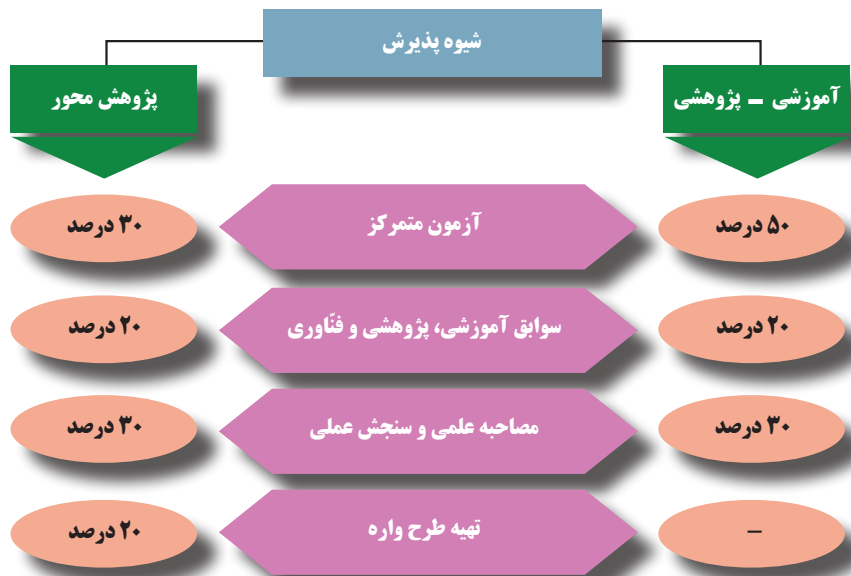 شیوه پذیرش
آموزشی – پژوهشی
پژوهش محور
۵۰ درصد
آزمون متمرکز
۳۰ درصد
۲۰ درصد
سوابق آموزشی، پژوهشی و فنّاوری
۲۰ درصد
۳۰ درصد
مصاحبه علمی و سنجش عملی
۳۰ درصد
–
تهیه طرح واره
۲۰ درصد